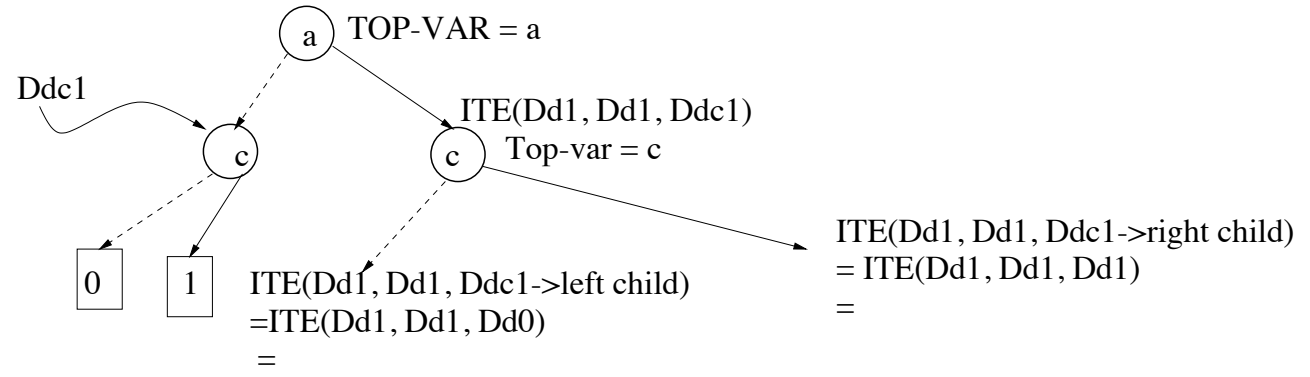 a TOP-VAR = a
Ddc1
ITE(Dd1, Dd1, Ddc1)
c
c Top-var = c
0
1
ITE(Dd1, Dd1, Ddc1->left child)
=ITE(Dd1, Dd1, Dd0)
=
ITE(Dd1, Dd1, Ddc1->right child)
= ITE(Dd1, Dd1, Dd1)
=